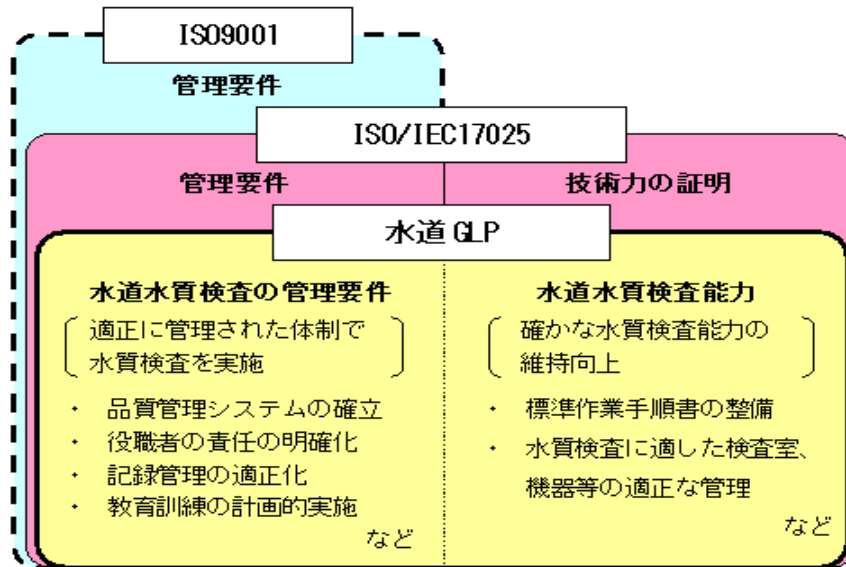 ISO9001
管理要件
ISO/IEC17025
管理要件
技術力の証明
水道GLP
水道水質検査の管理要件
適正に管理された体制で
水質検査を実施
・ 品質管理システムの確立
・ 役職者の責任の明確化
・ 記録管理の適正化
・ 教育訓練の計画的実施
など
水道水質検査能力
確かな水質検査能力の
維持向上
・ 標準作業手順書の整備
・ 水質検査に適した検査室、
機器等の適正な管理
など